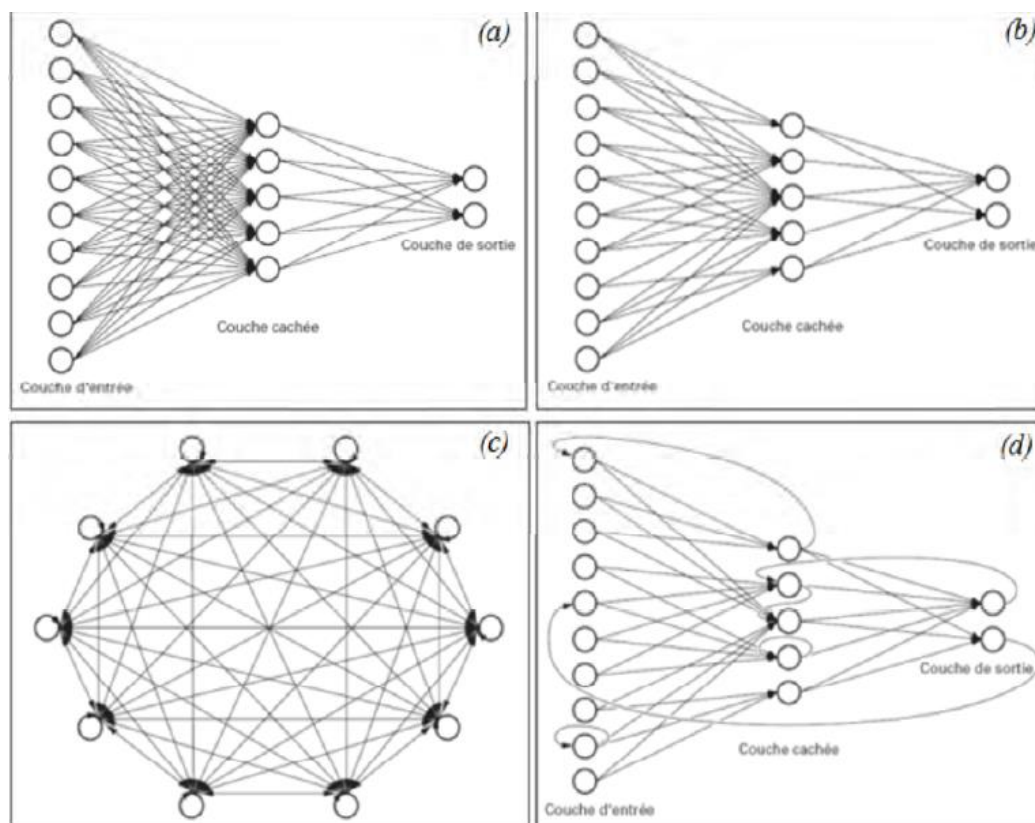 (a)
Couche de sortie
Couche cachée
Couche d'entrée
(b)
Couche de sortie
Couche cachée
Couche d'entrée
(c)
(d)
Couche de sortie
Couche cachée
Couche d'entrée